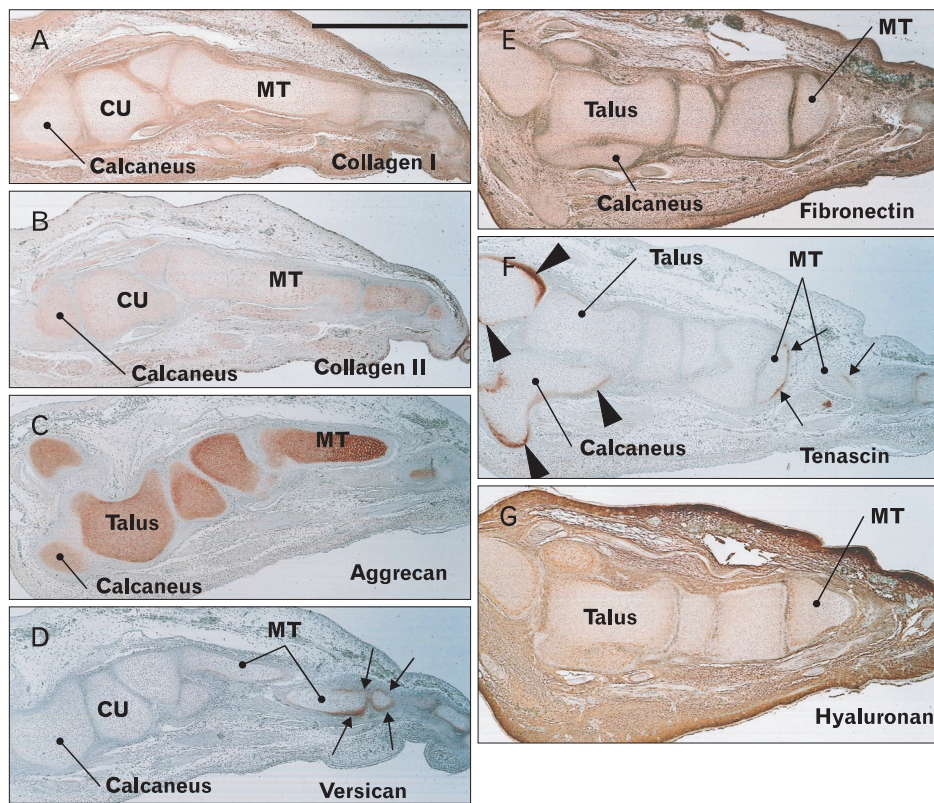 A
CU
MT
Calcaneus
Collagen I
B
CU
MT
Calcaneus
Collagen II
C
MT
Talus
Calcaneus
Aggrecan
D
MT
CU
Calcaneus
Versican
E
MT
Talus
Calcaneus
Fibronectin
F
Talus
MT
Calcaneus
Tenascin
G
MT
Talus
Hyaluronan